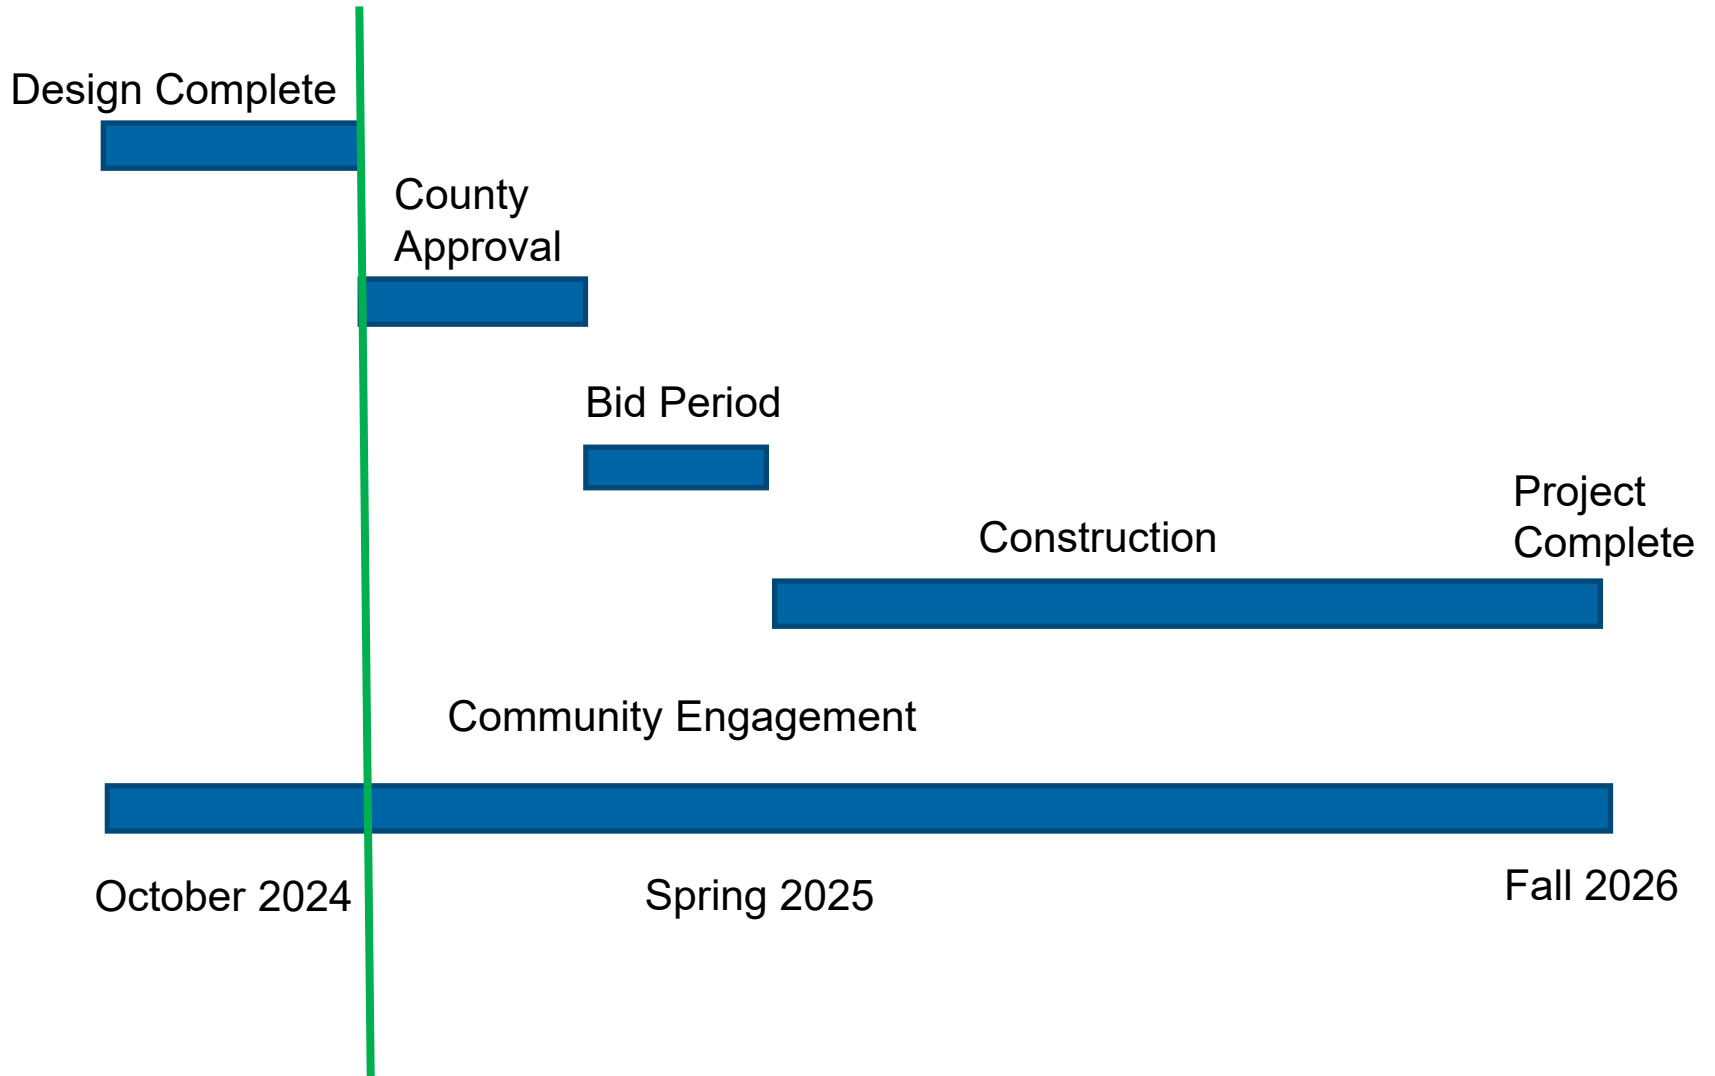 Design Complete
County
Approval
Bid Period
Project
Complete
Construction
Community Engagement
October 2024
Spring 2025
Fall 2026